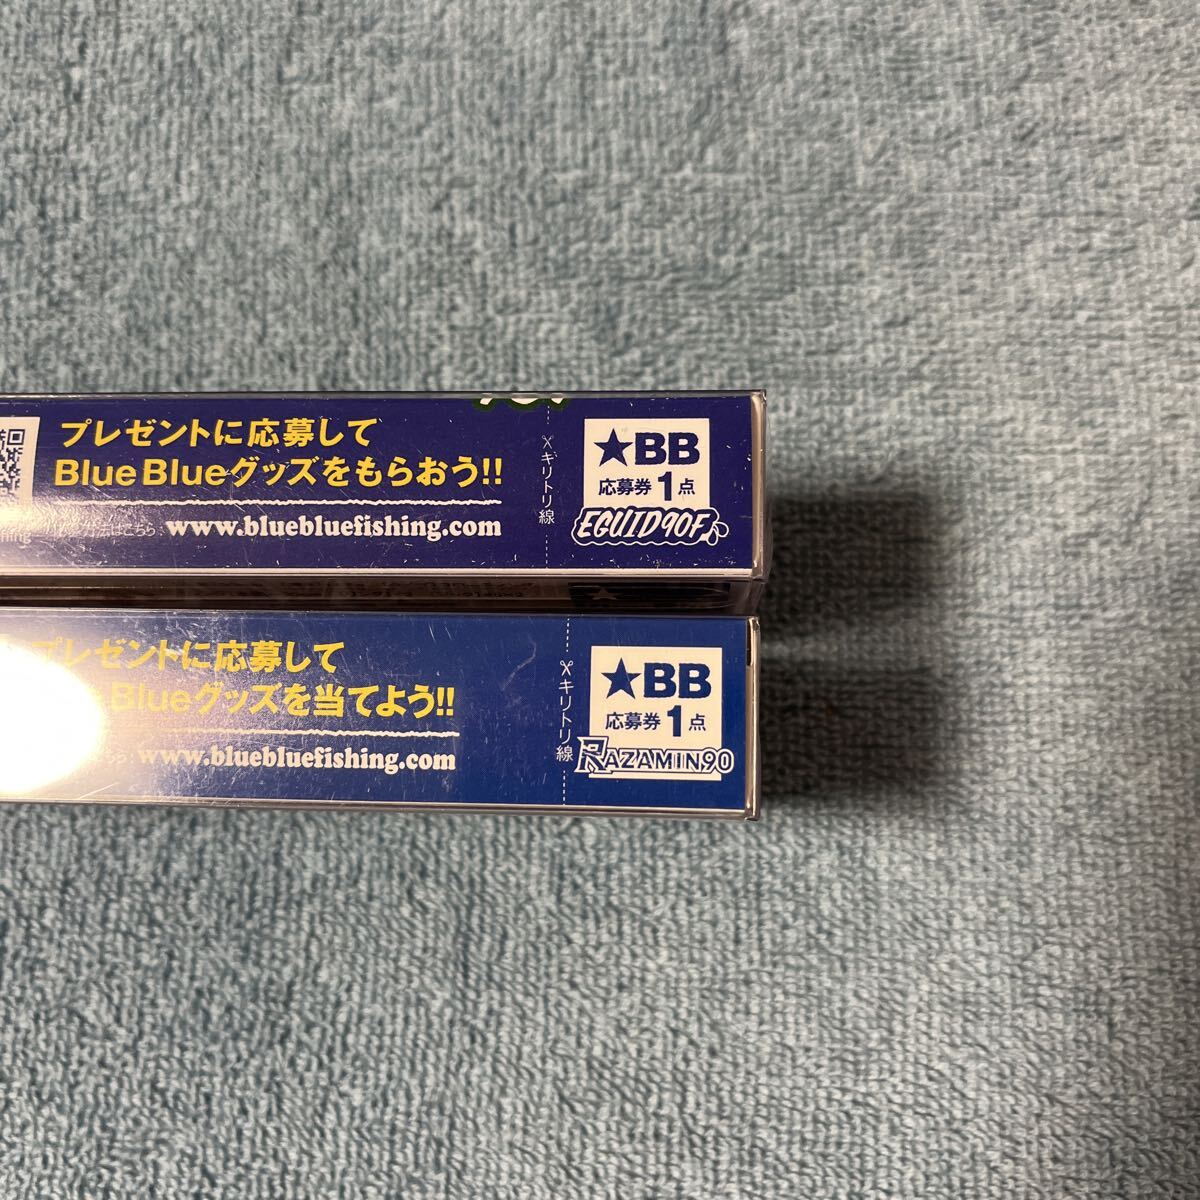 プレゼントに応募して
Blue Blueグッズをもらおう!!
www.bluebluefishing.com
キリトリ線
★BB
応募券1点
EGUID90F
プレゼントに応募して
Blueグッズを当てよう!!
www.bluebluefishing.com
キリトリ線
★BB
応募券1点
RAZAMIN90